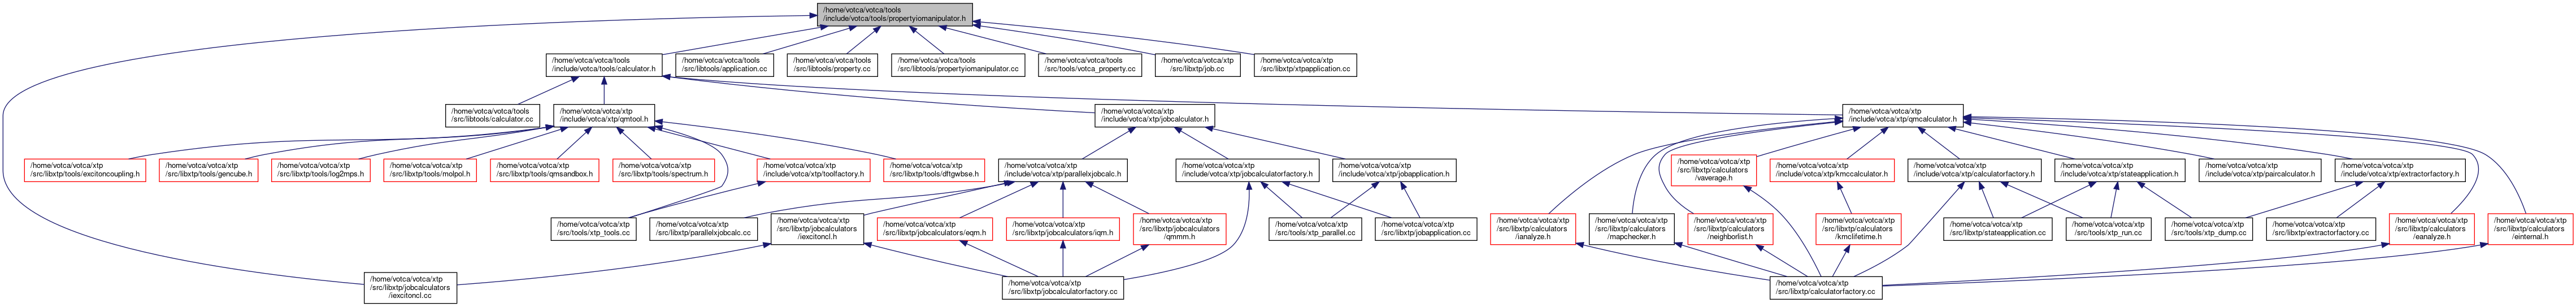 /home/votca/votca/tools
/include/votca/tools/propertyiomanipulator.h
/home/votca/votca/tools
/include/votca/tools/calculator.h
/home/votca/votca/tools
/src/libtools/application.cc
/home/votca/votca/tools
/src/libtools/property.cc
/home/votca/votca/tools
/src/libtools/propertyiomanipulator.cc
/home/votca/votca/tools
/src/tools/votca_property.cc
/home/votca/votca/xtp
/src/libxtp/job.cc
/home/votca/votca/xtp
/src/libxtp/xtpapplication.cc
/home/votca/votca/tools
/src/libtools/calculator.cc
/home/votca/votca/xtp
/include/votca/xtp/qmtool.h
/home/votca/votca/xtp
/include/votca/xtp/jobcalculator.h
/home/votca/votca/xtp
/include/votca/xtp/qmcalculator.h
/home/votca/votca/xtp
/src/libxtp/tools/excitoncoupling.h
/home/votca/votca/xtp
/src/libxtp/tools/gencube.h
/home/votca/votca/xtp
/src/libxtp/tools/log2mps.h
/home/votca/votca/xtp
/src/libxtp/tools/molpol.h
/home/votca/votca/xtp
/src/libxtp/tools/qmsandbox.h
/home/votca/votca/xtp
/src/libxtp/tools/spectrum.h
/home/votca/votca/xtp
/include/votca/xtp/toolfactory.h
/home/votca/votca/xtp
/src/libxtp/tools/dftgwbse.h
/home/votca/votca/xtp
/include/votca/xtp/parallelxjobcalc.h
/home/votca/votca/xtp
/include/votca/xtp/jobcalculatorfactory.h
/home/votca/votca/xtp
/include/votca/xtp/jobapplication.h
/home/votca/votca/xtp
/src/libxtp/calculators
/vaverage.h
/home/votca/votca/xtp
/include/votca/xtp/kmccalculator.h
/home/votca/votca/xtp
/include/votca/xtp/calculatorfactory.h
/home/votca/votca/xtp
/include/votca/xtp/stateapplication.h
/home/votca/votca/xtp
/include/votca/xtp/paircalculator.h
/home/votca/votca/xtp
/include/votca/xtp/extractorfactory.h
/home/votca/votca/xtp
/src/tools/xtp_tools.cc
/home/votca/votca/xtp
/src/libxtp/parallelxjobcalc.cc
/home/votca/votca/xtp
/src/libxtp/jobcalculators
/iexcitoncl.h
/home/votca/votca/xtp
/src/libxtp/jobcalculators/eqm.h
/home/votca/votca/xtp
/src/libxtp/jobcalculators/iqm.h
/home/votca/votca/xtp
/src/libxtp/jobcalculators
/qmmm.h
/home/votca/votca/xtp
/src/tools/xtp_parallel.cc
/home/votca/votca/xtp
/src/libxtp/jobapplication.cc
/home/votca/votca/xtp
/src/libxtp/calculators
/ianalyze.h
/home/votca/votca/xtp
/src/libxtp/calculators
/mapchecker.h
/home/votca/votca/xtp
/src/libxtp/calculators
/neighborlist.h
/home/votca/votca/xtp
/src/libxtp/calculators
/kmclifetime.h
/home/votca/votca/xtp
/src/libxtp/stateapplication.cc
/home/votca/votca/xtp
/src/tools/xtp_run.cc
/home/votca/votca/xtp
/src/tools/xtp_dump.cc
/home/votca/votca/xtp
/src/libxtp/extractorfactory.cc
/home/votca/votca/xtp
/src/libxtp/calculators
/eanalyze.h
/home/votca/votca/xtp
/src/libxtp/calculators
/einternal.h
/home/votca/votca/xtp
/src/libxtp/jobcalculators
/iexcitoncl.cc
/home/votca/votca/xtp
/src/libxtp/jobcalculatorfactory.cc
/home/votca/votca/xtp
/src/libxtp/calculatorfactory.cc